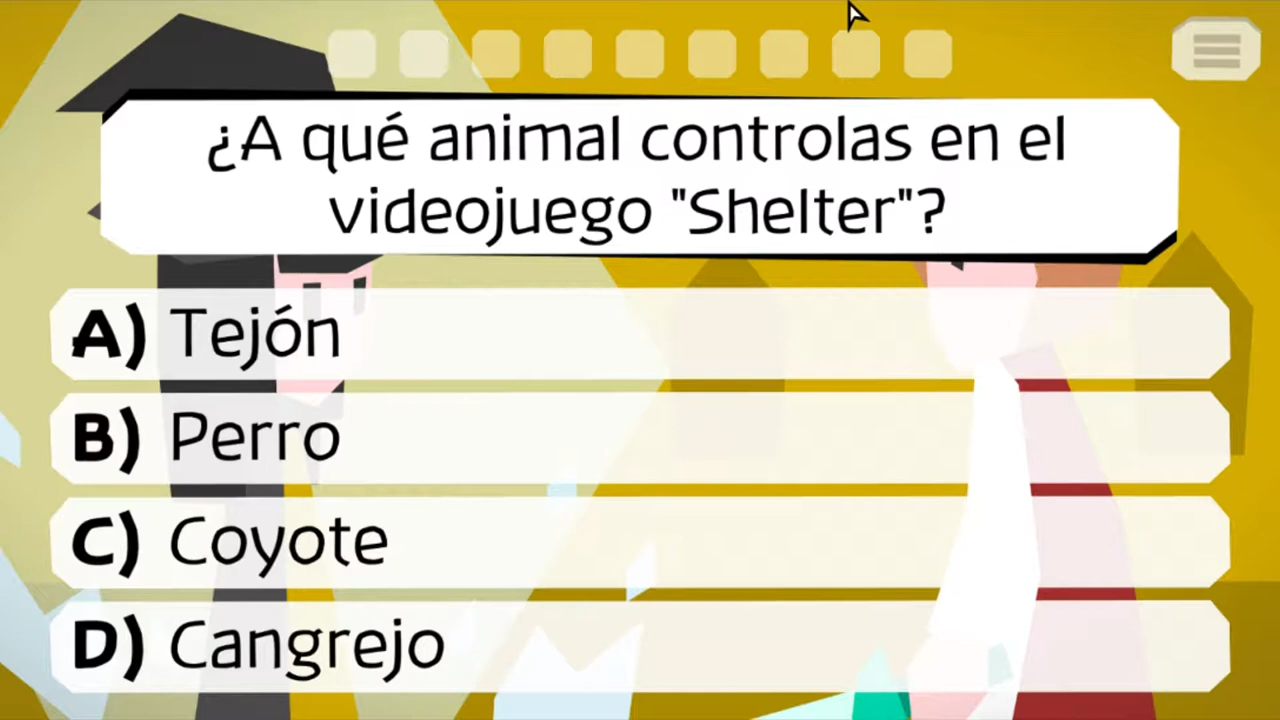 ¿A qué animal controlas en el
videojuego "Shelter"?
A) Tejón
B) Perro
C) Coyote
D) Cangrejo